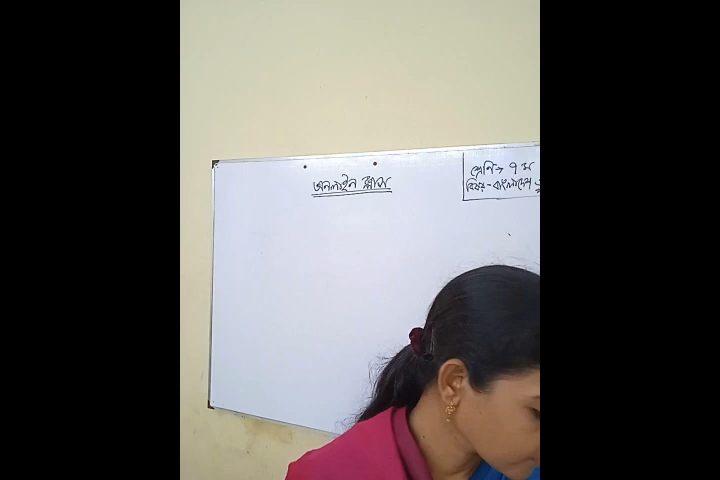 অনলাইন ক্লাস
শ্রেণি → ৭ম
বিষয় - বাংলাদেশ